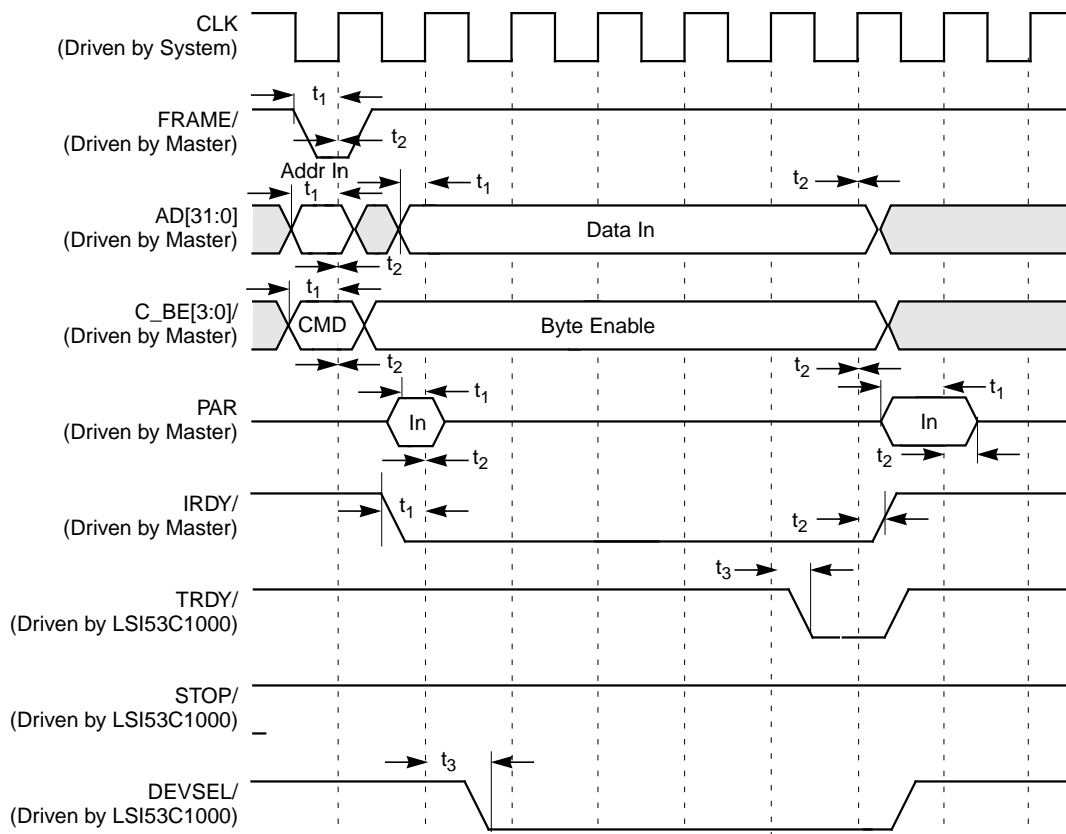 CLK
(Driven by System)
t1
FRAME/
(Driven by Master)
t2
Addr In
t1
t1
t2
AD[31:0]
(Driven by Master)
Data In
t2
t1
C_BE[3:0]/
(Driven by Master)
CMD
Byte Enable
t2
t2
t1
t1
PAR
(Driven by Master)
In
In
t2
t2
IRDY/
(Driven by Master)
t1
t2
t3
TRDY/
(Driven by LSI53C1000)
STOP/
(Driven by LSI53C1000)
t3
DEVSEL/
(Driven by LSI53C1000)